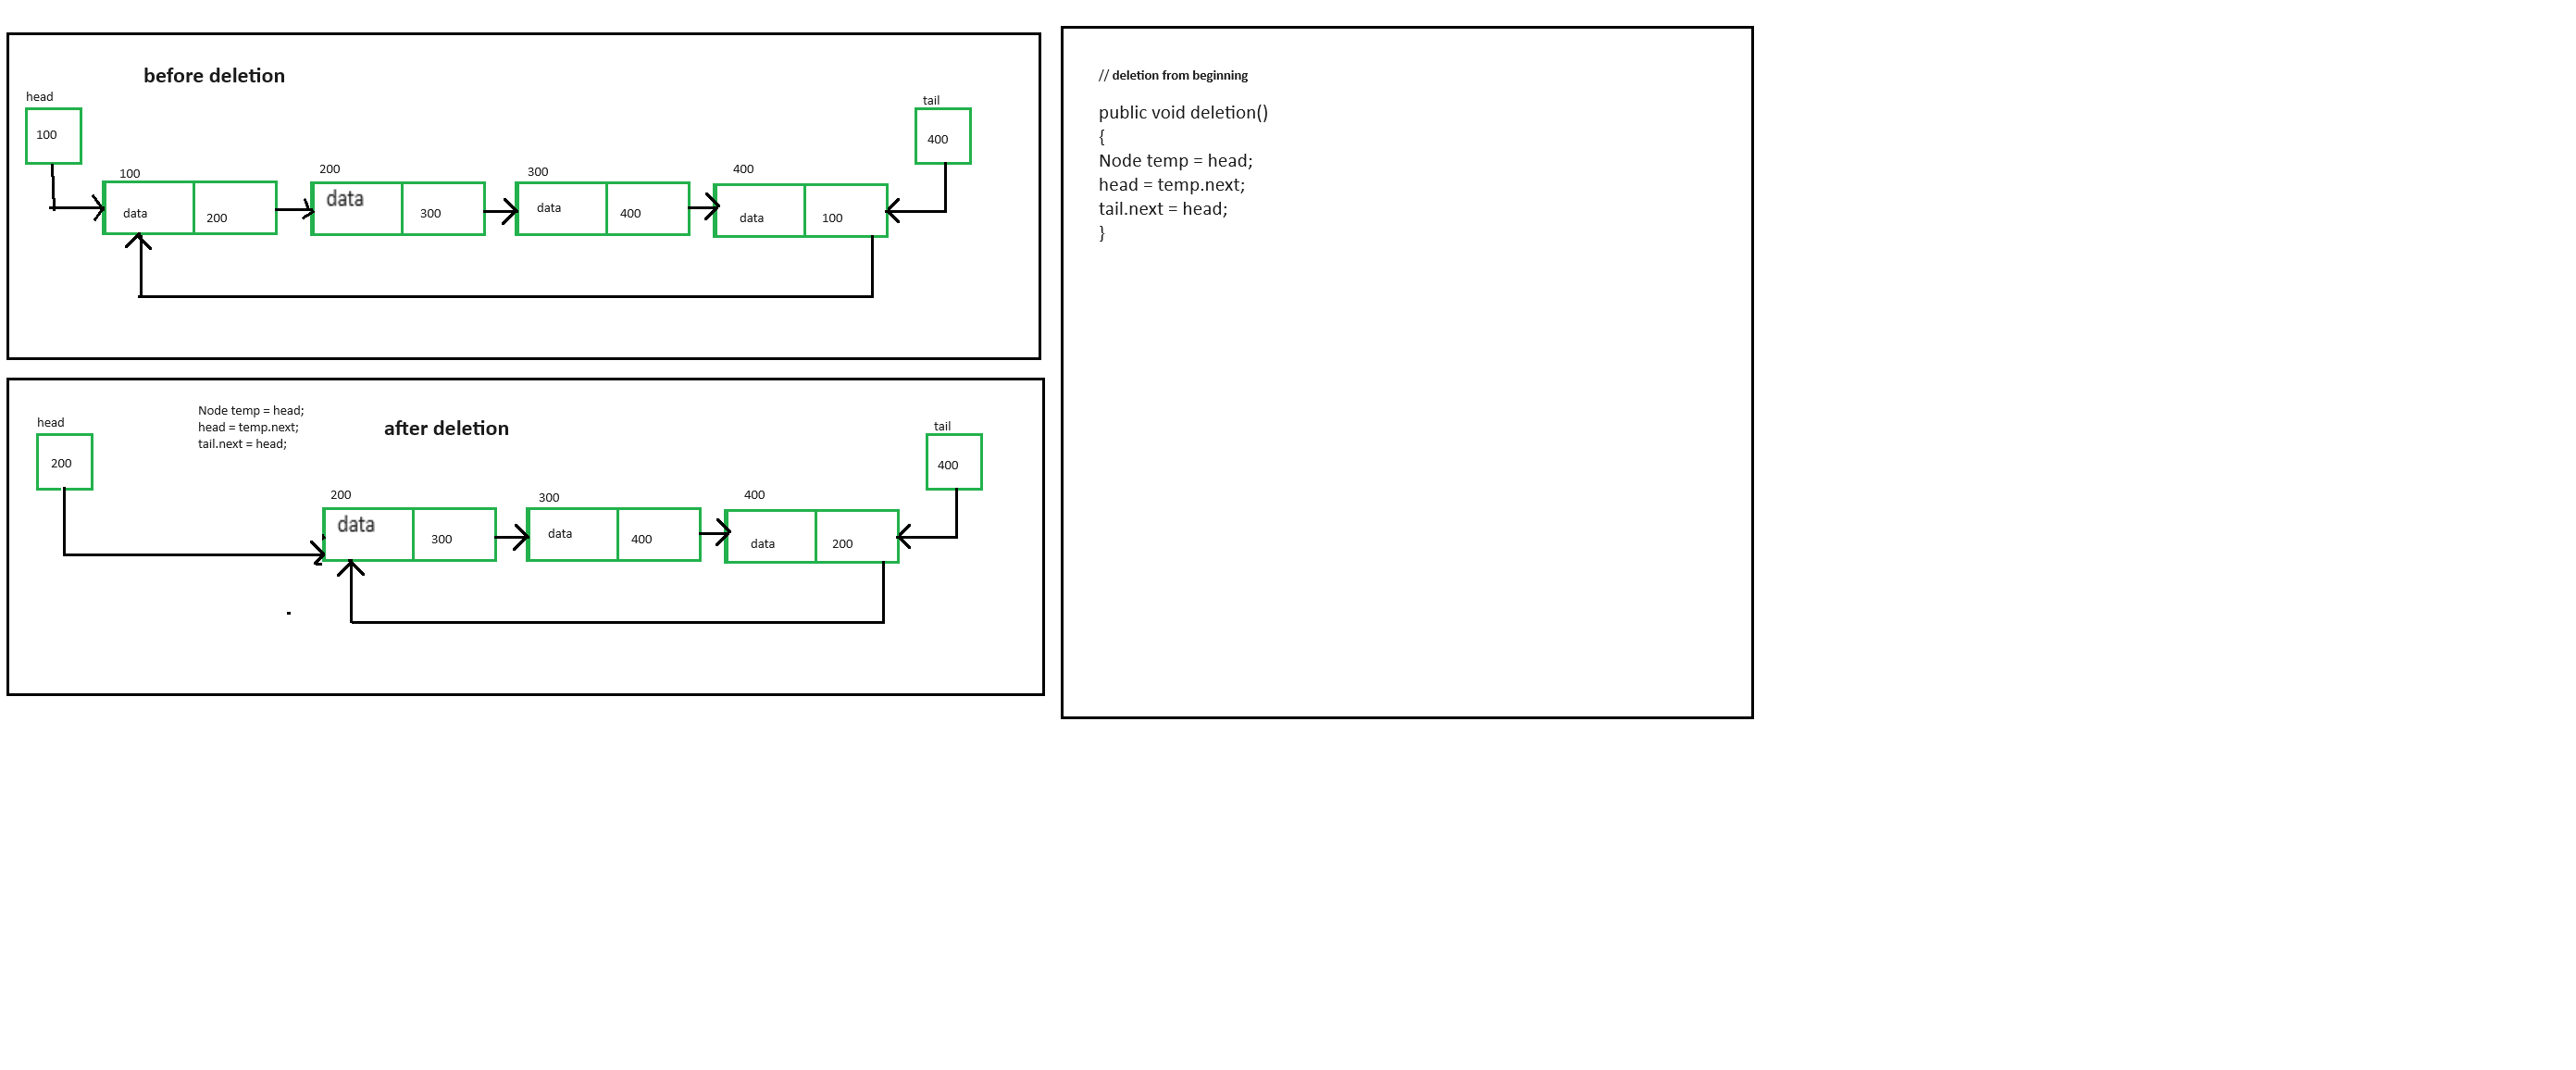 before deletion
head
tail
100
400
100
200
300
400
data
200
data
300
data
400
data
100
// deletion from beginning
public void deletion()
{
Node temp = head;
head = temp.next;
tail.next = head;
}
Node temp = head;
head = temp.next;
tail.next = head;
after deletion
head
tail
200
400
200
300
400
data
300
data
400
data
200